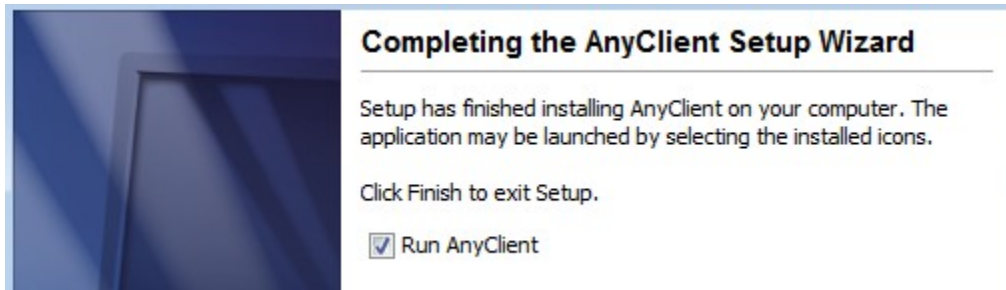 Completing the AnyClient Setup Wizard
Setup has finished installing AnyClient on your computer. The
application may be launched by selecting the installed icons.
Click Finish to exit Setup.
Run AnyClient